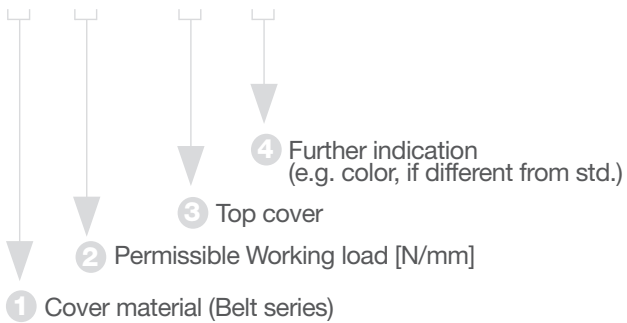 4 Further indication
(e.g. color, if different from std.)
3 Top cover
2 Permissible Working load [N/mm]
1 Cover material (Belt series)